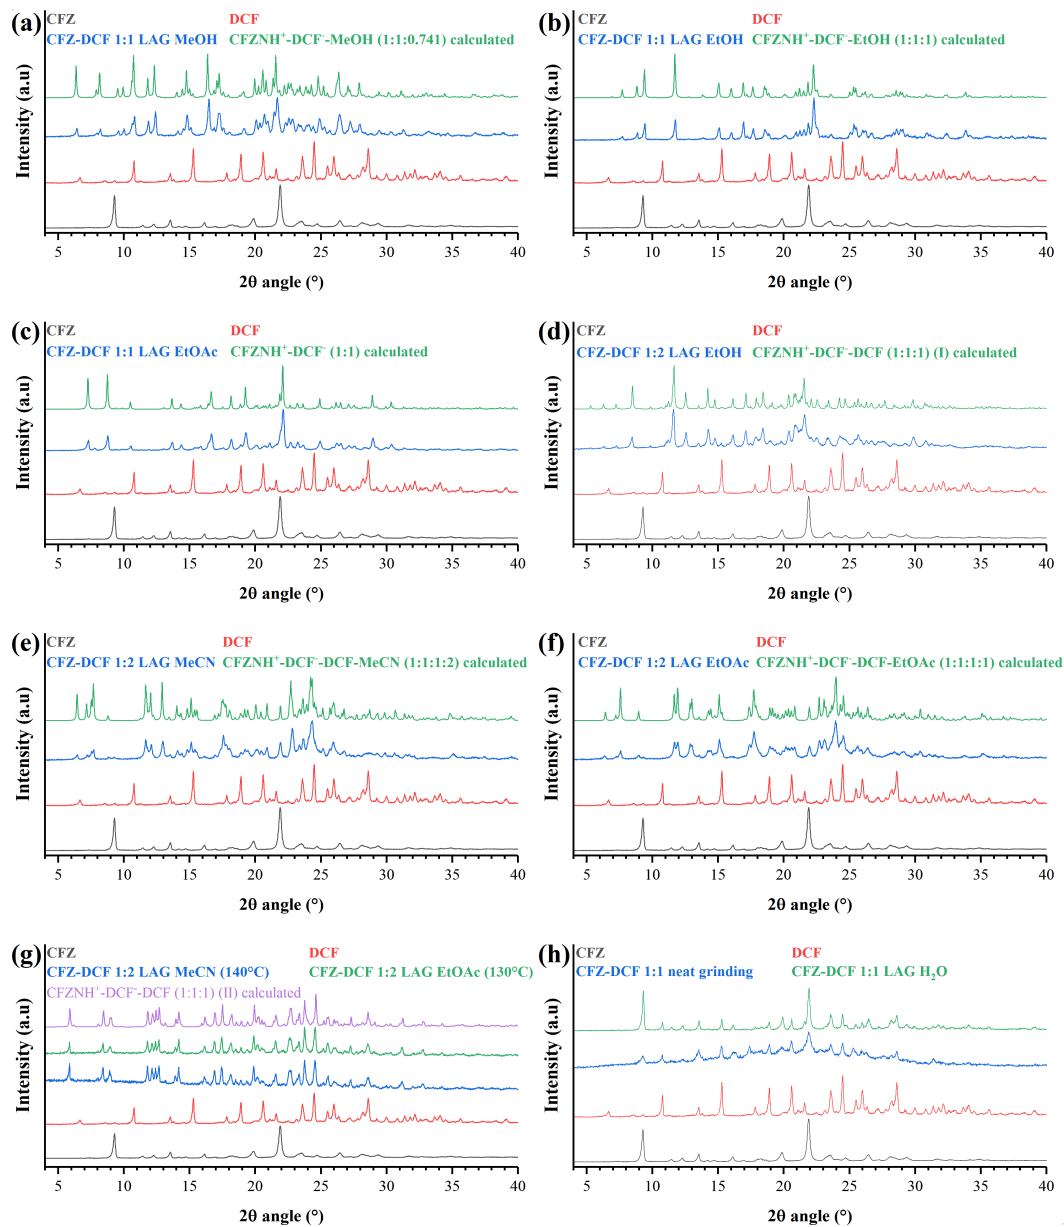 (a) CFZ DCF
CFZ-DCF 1:1 LAG MeOH CFZNH⁺-DCF⁻-MeOH (1:1:0.741) calculated
Intensity (a.u)
5 10 15 20 25 30 35 40
2θ angle (°)
(b) CFZ DCF
CFZ-DCF 1:1 LAG EtOH CFZNH⁺-DCF⁻-EtOH (1:1:1) calculated
Intensity (a.u)
5 10 15 20 25 30 35 40
2θ angle (°)
(c) CFZ DCF
CFZ-DCF 1:1 LAG EtOAc CFZNH⁺-DCF⁻ (1:1) calculated
Intensity (a.u)
5 10 15 20 25 30 35 40
2θ angle (°)
(d) CFZ DCF
CFZ-DCF 1:2 LAG EtOH CFZNH⁺-DCF⁻-DCF (1:1:1) (I) calculated
Intensity (a.u)
5 10 15 20 25 30 35 40
2θ angle (°)
(e) CFZ DCF
CFZ-DCF 1:2 LAG MeCN CFZNH⁺-DCF⁻-DCF-MeCN (1:1:1:2) calculated
Intensity (a.u)
5 10 15 20 25 30 35 40
2θ angle (°)
(f) CFZ DCF
CFZ-DCF 1:2 LAG EtOAc CFZNH⁺-DCF⁻-DCF-EtOAc (1:1:1:1) calculated
Intensity (a.u)
5 10 15 20 25 30 35 40
2θ angle (°)
(g) CFZ DCF
CFZ-DCF 1:2 LAG MeCN (140°C) CFZ-DCF 1:2 LAG EtOAc (130°C)
CFZNH⁺-DCF⁻-DCF (1:1:1) (II) calculated
Intensity (a.u)
5 10 15 20 25 30 35 40
2θ angle (°)
(h) CFZ DCF
CFZ-DCF 1:1 neat grinding CFZ-DCF 1:1 LAG H₂O
Intensity (a.u)
5 10 15 20 25 30 35 40
2θ angle (°)